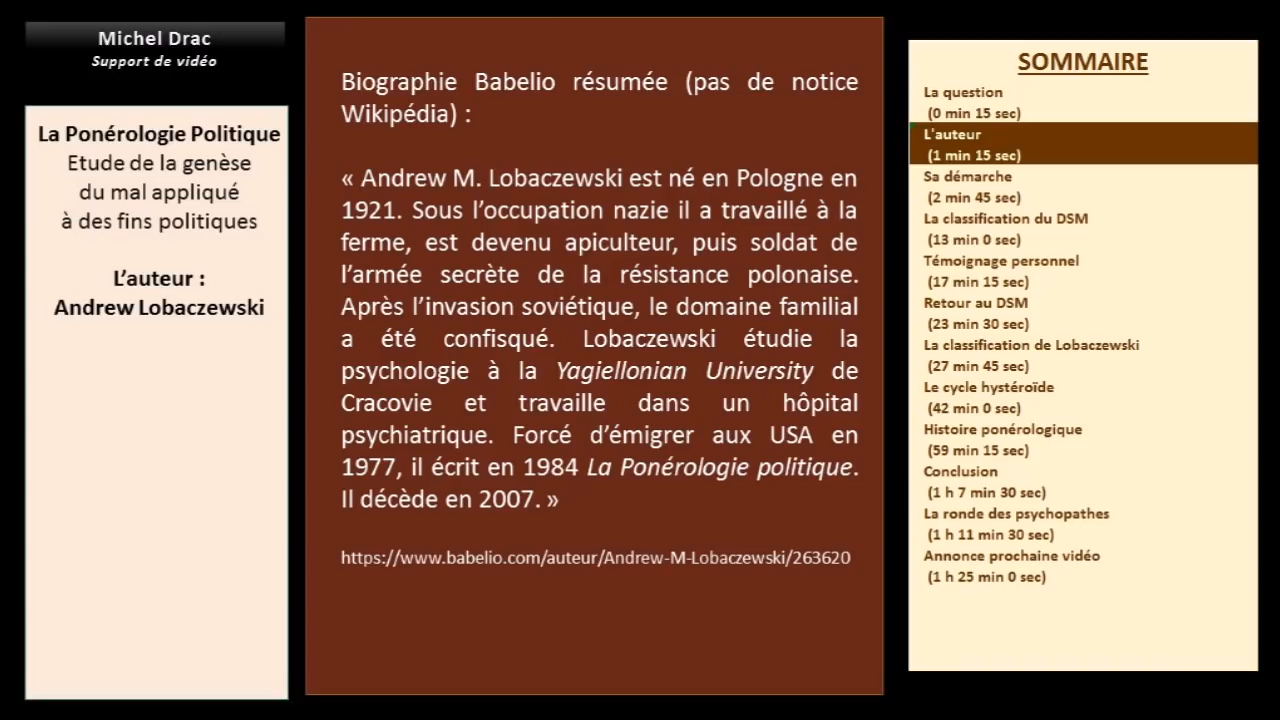 Michel Drac
Support de vidéo
La Ponérologie Politique
Etude de la genèse
du mal appliqué
à des fins politiques
L'auteur :
Andrew Lobaczewski
Biographie Babelio résumée (pas de notice
Wikipédia) :
« Andrew M. Lobaczewski est né en Pologne en
1921. Sous l'occupation nazie il a travaillé à la
ferme, est devenu apiculteur, puis soldat de
l'armée secrète de la résistance polonaise.
Après l'invasion soviétique, le domaine familial
a été confisqué. Lobaczewski étudie la
psychologie à la Yagiellonian University de
Cracovie et travaille dans un hôpital
psychiatrique. Forcé d'émigrer aux USA en
1977, il écrit en 1984 La Ponérologie politique.
Il décède en 2007. »
https://www.babelio.com/auteur/Andrew-M-Lobaczewski/263620
SOMMAIRE
La question
(0 min 15 sec)
L'auteur
(1 min 15 sec)
Sa démarche
(2 min 45 sec)
La classification du DSM
(13 min 0 sec)
Témoignage personnel
(17 min 15 sec)
Retour au DSM
(23 min 30 sec)
La classification de Lobaczewski
(27 min 45 sec)
Le cycle hystéroïde
(42 min 0 sec)
Histoire ponérologique
(59 min 15 sec)
Conclusion
(1 h 7 min 30 sec)
La ronde des psychopathes
(1 h 11 min 30 sec)
Annonce prochaine vidéo
(1 h 25 min 0 sec)